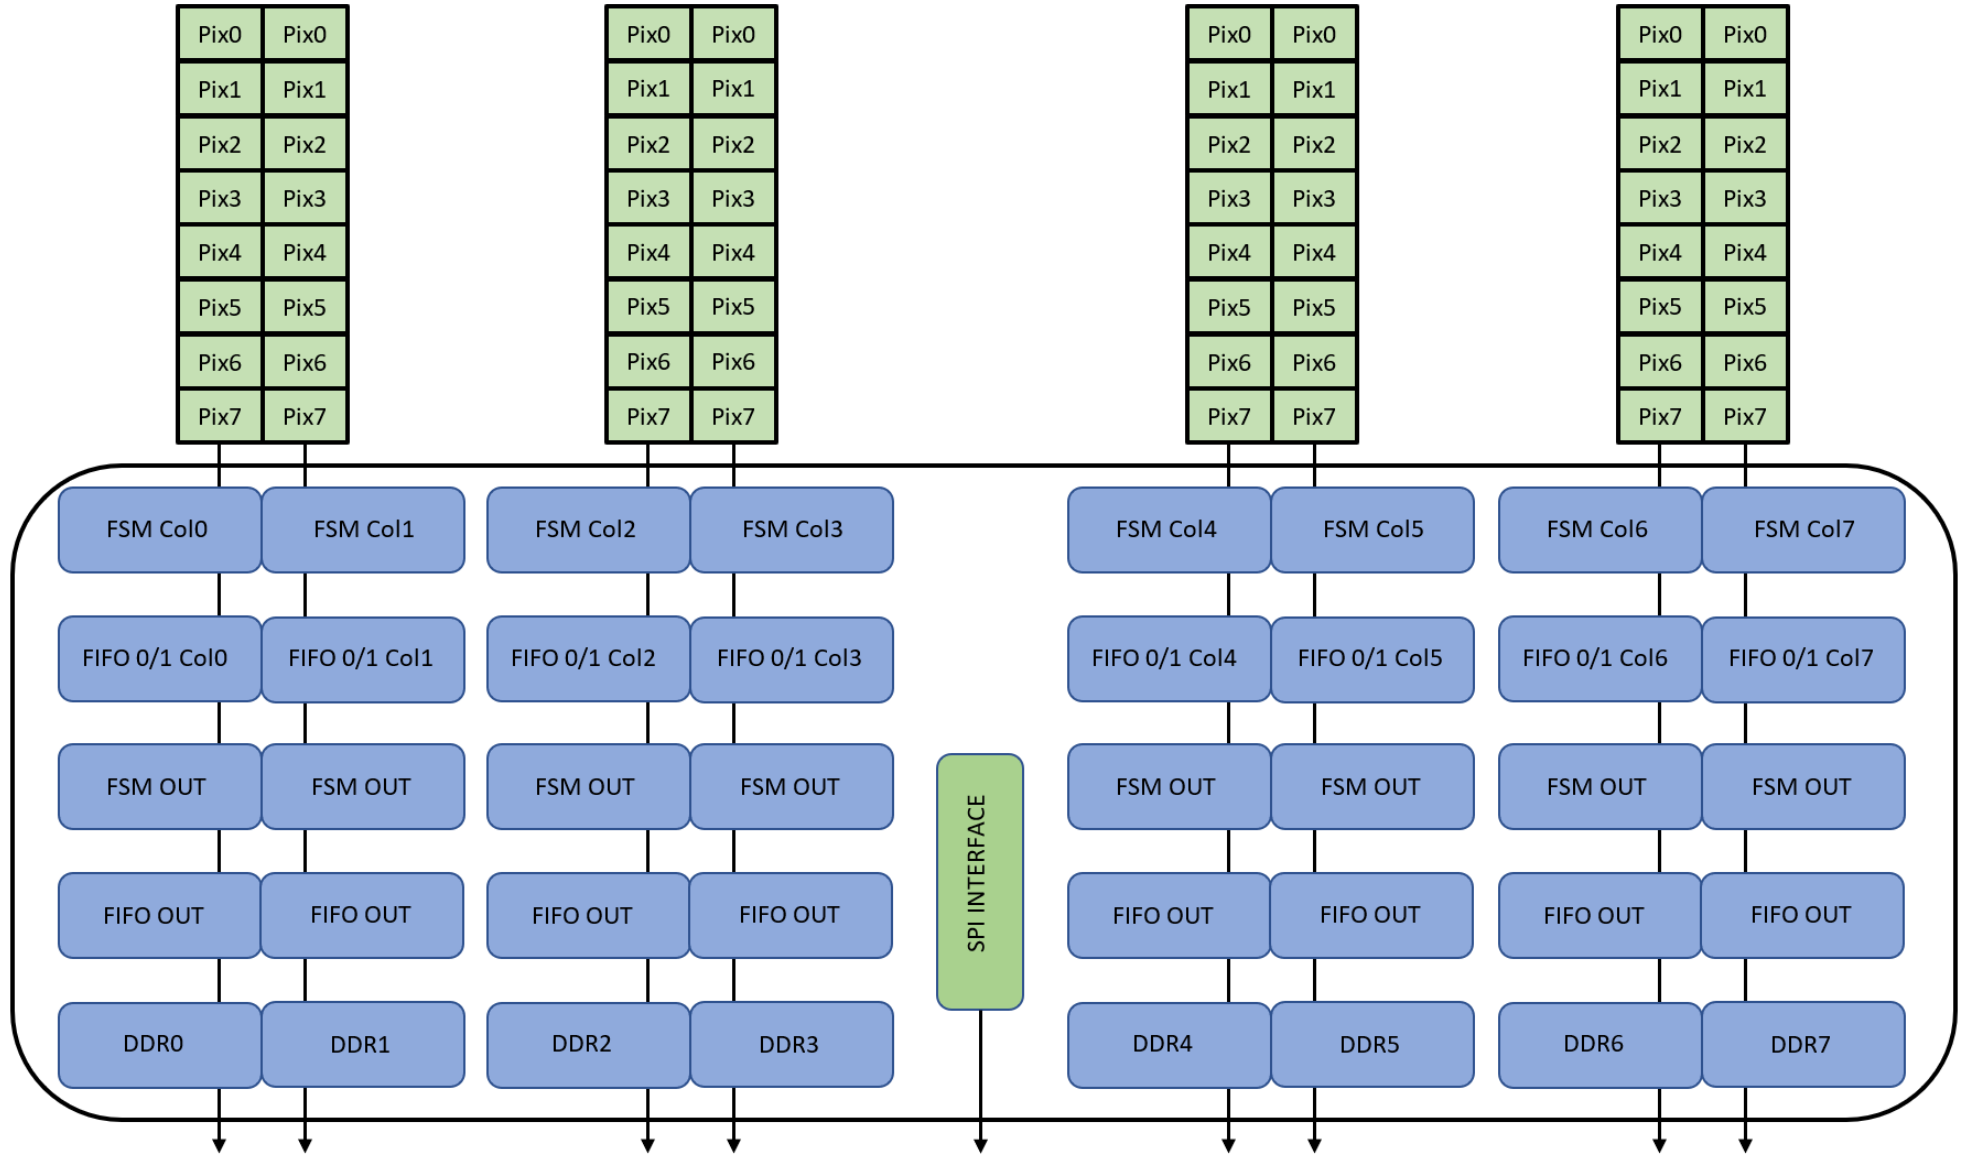 Pix0 Pix0 Pix0 Pix0 Pix0 Pix0 Pix0 Pix0
Pix1 Pix1 Pix1 Pix1 Pix1 Pix1 Pix1 Pix1
Pix2 Pix2 Pix2 Pix2 Pix2 Pix2 Pix2 Pix2
Pix3 Pix3 Pix3 Pix3 Pix3 Pix3 Pix3 Pix3
Pix4 Pix4 Pix4 Pix4 Pix4 Pix4 Pix4 Pix4
Pix5 Pix5 Pix5 Pix5 Pix5 Pix5 Pix5 Pix5
Pix6 Pix6 Pix6 Pix6 Pix6 Pix6 Pix6 Pix6
Pix7 Pix7 Pix7 Pix7 Pix7 Pix7 Pix7 Pix7
FSM Col0 FSM Col1 FSM Col2 FSM Col3 FSM Col4 FSM Col5 FSM Col6 FSM Col7
FIFO 0/1 Col0 FIFO 0/1 Col1 FIFO 0/1 Col2 FIFO 0/1 Col3 FIFO 0/1 Col4 FIFO 0/1 Col5 FIFO 0/1 Col6 FIFO 0/1 Col7
FSM OUT FSM OUT FSM OUT FSM OUT FSM OUT FSM OUT FSM OUT FSM OUT
SPI INTERFACE
FIFO OUT FIFO OUT FIFO OUT FIFO OUT FIFO OUT FIFO OUT FIFO OUT FIFO OUT
DDR0 DDR1 DDR2 DDR3 DDR4 DDR5 DDR6 DDR7